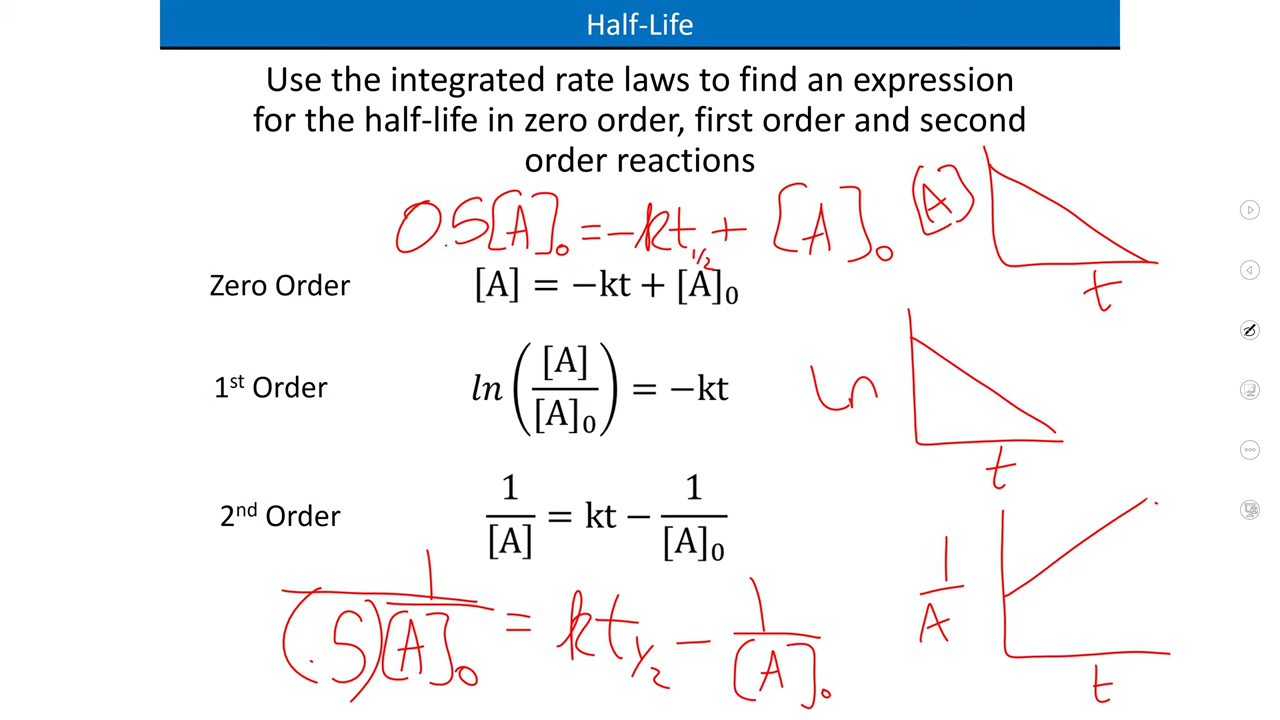 Half-Life
Use the integrated rate laws to find an expression
for the half-life in zero order, first order and second
order reactions
0.5[A]₀ = -kt₁/₂ + [A]₀
[A]
t
Zero Order [A] = −kt + [A]₀
1st Order ln([A]/[A]₀) = −kt
ln
t
2nd Order 1/[A] = kt − 1/[A]₀
1/(.5)[A]₀ = kt₁/₂ - 1/[A]₀
1/A
t